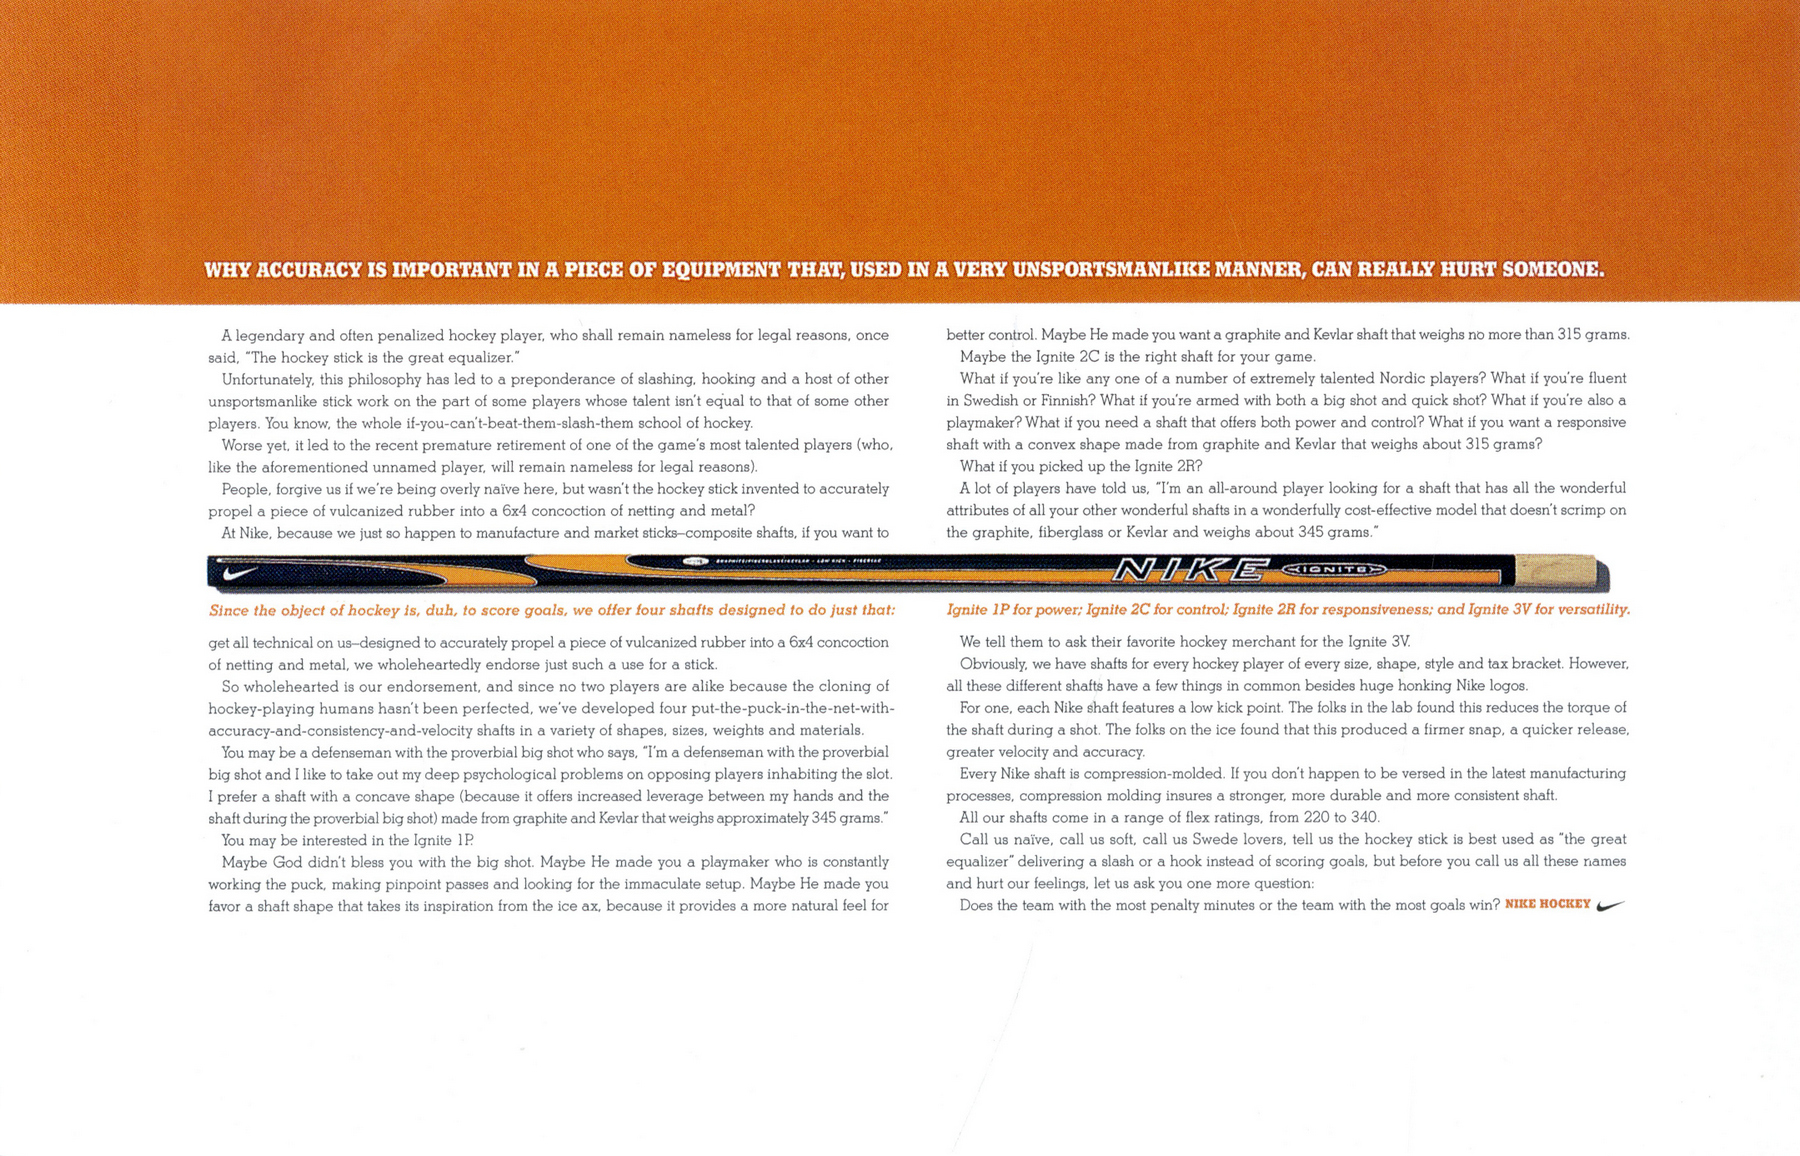 WHY ACCURACY IS IMPORTANT IN A PIECE OF EQUIPMENT THAT, USED IN A VERY UNSPORTSMANLIKE MANNER, CAN REALLY HURT SOMEONE.
A legendary and often penalized hockey player, who shall remain nameless for legal reasons, once
said, "The hockey stick is the great equalizer."
Unfortunately, this philosophy has led to a preponderance of slashing, hooking and a host of other
unsportsmanlike stick work on the part of some players whose talent isn't equal to that of some other
players. You know, the whole if-you-can't-beat-them-slash-them school of hockey.
Worse yet, it led to the recent premature retirement of one of the game's most talented players (who,
like the aforementioned unnamed player, will remain nameless for legal reasons).
People, forgive us if we're being overly naïve here, but wasn't the hockey stick invented to accurately
propel a piece of vulcanized rubber into a 6x4 concoction of netting and metal?
At Nike, because we just so happen to manufacture and market sticks–composite shafts, if you want to
get all technical on us–designed to accurately propel a piece of vulcanized rubber into a 6x4 concoction
of netting and metal, we wholeheartedly endorse just such a use for a stick.
So wholehearted is our endorsement, and since no two players are alike because the cloning of
hockey-playing humans hasn't been perfected, we've developed four put-the-puck-in-the-net-with-
accuracy-and-consistency-and-velocity shafts in a variety of shapes, sizes, weights and materials.
You may be a defenseman with the proverbial big shot who says, "I'm a defenseman with the proverbial
big shot and I like to take out my deep psychological problems on opposing players inhabiting the slot.
I prefer a shaft with a concave shape (because it offers increased leverage between my hands and the
shaft during the proverbial big shot) made from graphite and Kevlar that weighs approximately 345 grams."
You may be interested in the Ignite 1P.
Maybe God didn't bless you with the big shot. Maybe He made you a playmaker who is constantly
working the puck, making pinpoint passes and looking for the immaculate setup. Maybe He made you
favor a shaft shape that takes its inspiration from the ice ax, because it provides a more natural feel for
better control. Maybe He made you want a graphite and Kevlar shaft that weighs no more than 315 grams.
Maybe the Ignite 2C is the right shaft for your game.
What if you're like any one of a number of extremely talented Nordic players? What if you're fluent
in Swedish or Finnish? What if you're armed with both a big shot and quick shot? What if you're also a
playmaker? What if you need a shaft that offers both power and control? What if you want a responsive
shaft with a convex shape made from graphite and Kevlar that weighs about 315 grams?
What if you picked up the Ignite 2R?
A lot of players have told us, "I'm an all-around player looking for a shaft that has all the wonderful
attributes of all your other wonderful shafts in a wonderfully cost-effective model that doesn't scrimp on
the graphite, fiberglass or Kevlar and weighs about 345 grams."
GRAPHITE/FIBERGLASS/KEVLAR · LOW KICK ·
NIKE IGNITE
Since the object of hockey is, duh, to score goals, we offer four shafts designed to do just that:
Ignite 1P for power; Ignite 2C for control; Ignite 2R for responsiveness; and Ignite 3V for versatility.
We tell them to ask their favorite hockey merchant for the Ignite 3V.
Obviously, we have shafts for every hockey player of every size, shape, style and tax bracket. However,
all these different shafts have a few things in common besides huge honking Nike logos.
For one, each Nike shaft features a low kick point. The folks in the lab found this reduces the torque of
the shaft during a shot. The folks on the ice found that this produced a firmer snap, a quicker release,
greater velocity and accuracy.
Every Nike shaft is compression-molded. If you don't happen to be versed in the latest manufacturing
processes, compression molding insures a stronger, more durable and more consistent shaft.
All our shafts come in a range of flex ratings, from 220 to 340.
Call us naïve, call us soft, call us Swede lovers, tell us the hockey stick is best used as "the great
equalizer" delivering a slash or a hook instead of scoring goals, but before you call us all these names
and hurt our feelings, let us ask you one more question:
Does the team with the most penalty minutes or the team with the most goals win? NIKE HOCKEY